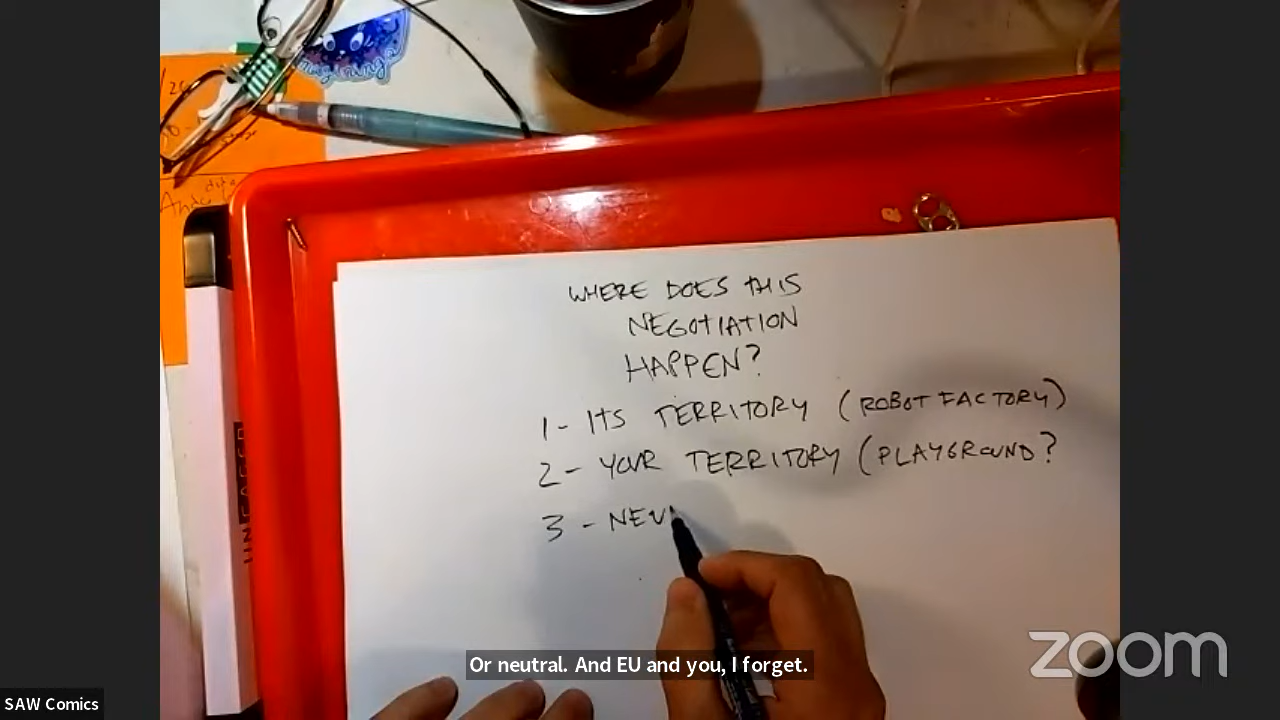 WHERE DOES THIS
NEGOTIATION
HAPPEN?
1- ITS TERRITORY (ROBOT FACTORY)
2- YOUR TERRITORY (PLAYGROUND?
3 - NEU
Or neutral. And EU and you, I forget.
zoom
SAW Comics